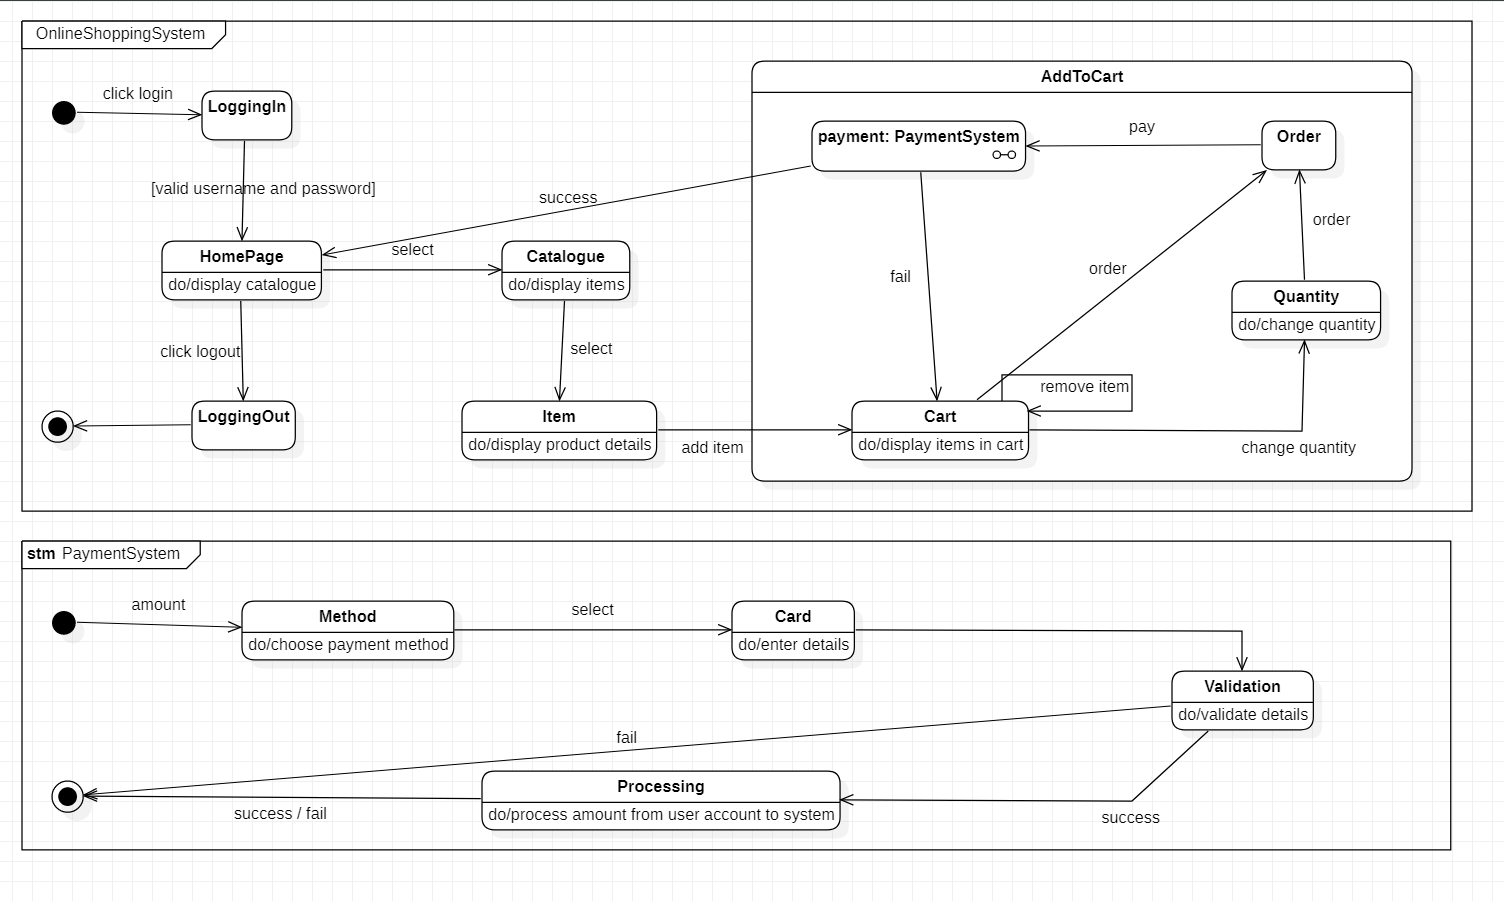 OnlineShoppingSystem
AddToCart
click login
LoggingIn
payment: PaymentSystem
pay
Order
[valid username and password]
success
select
order
HomePage
do/display catalogue
Catalogue
do/display items
fail
order
Quantity
do/change quantity
click logout
select
remove item
LoggingOut
Item
do/display product details
add item
Cart
do/display items in cart
change quantity
stm PaymentSystem
amount
Method
do/choose payment method
select
Card
do/enter details
Validation
do/validate details
fail
Processing
do/process amount from user account to system
success / fail
success